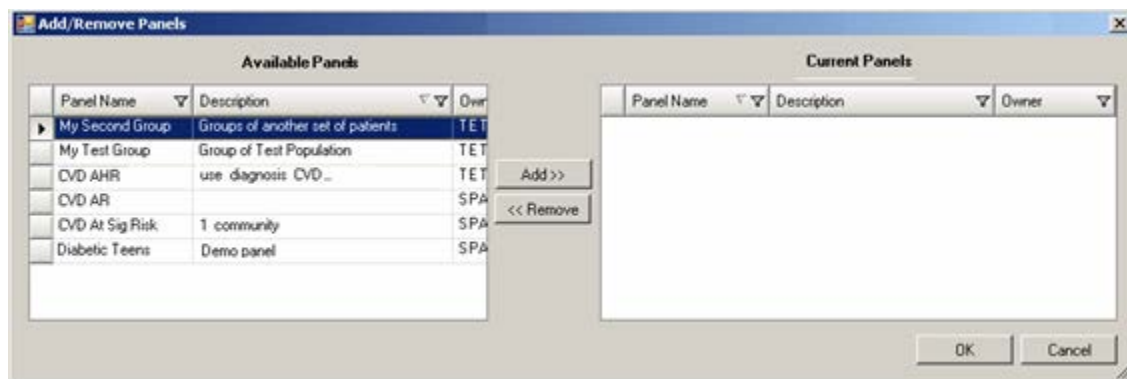 Add/Remove Panels
Available Panels
Current Panels
Panel Name Description Own
Panel Name Description Owner
My Second Group Groups of another set of patients TET
My Test Group Group of Test Population TET
CVD AHR use diagnosis CVD... TET
Add >>
CVD AR SPA
<< Remove
CVD At Sig Risk 1 community SPA
Diabetic Teens Demo panel SPA
OK Cancel